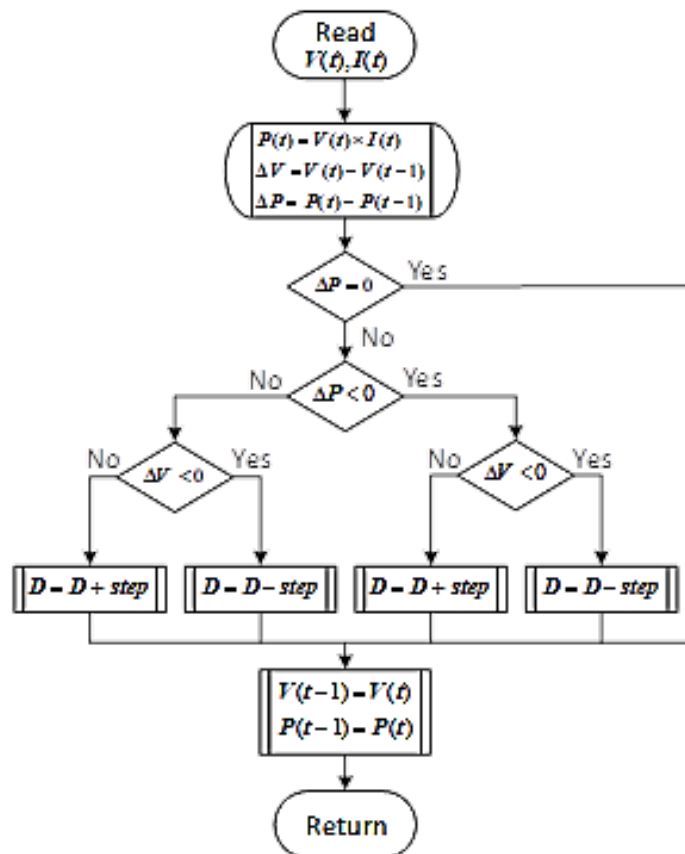 Read
V(t), I(t)
P(t) = V(t) × I(t)
ΔV = V(t) − V(t−1)
ΔP = P(t) − P(t−1)
ΔP = 0
Yes
No
ΔP < 0
No
Yes
ΔV < 0
No
Yes
ΔV < 0
No
Yes
D = D + step
D = D − step
D = D + step
D = D − step
V(t−1) = V(t)
P(t−1) = P(t)
Return